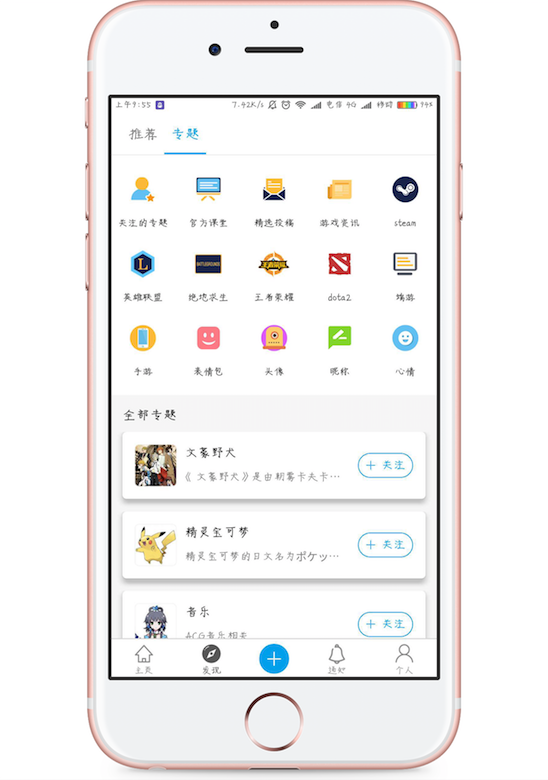 上午9:55 7.42K/s 电信 4G 移动 94%
推荐 专题
关注的专题 官方课堂 精选投稿 游戏资讯 steam
英雄联盟 绝地求生 王者荣耀 dota2 端游
手游 表情包 头像 昵称 心情
全部专题
文豪野犬
《文豪野犬》是由朝雾卡夫卡…
+ 关注
精灵宝可梦
精灵宝可梦的日文名为ポケッ…
+ 关注
音乐
ACG音乐相关
+ 关注
主页 发现 通知 个人